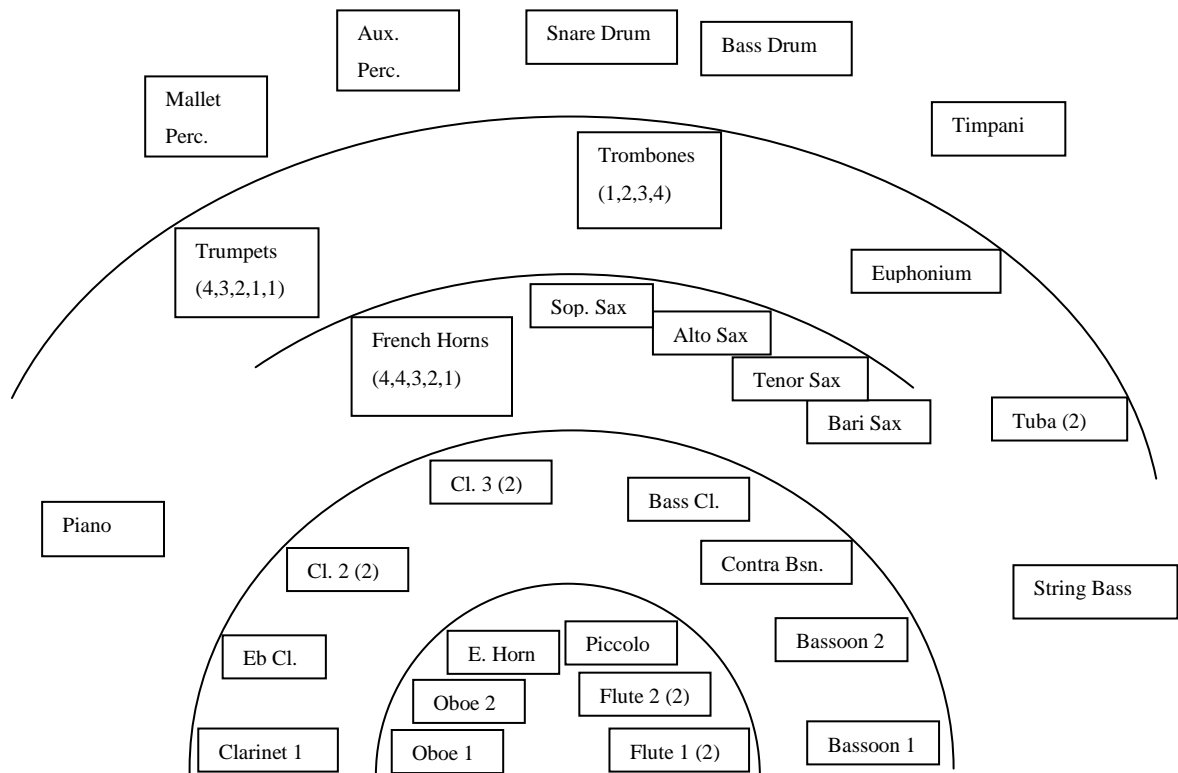 Aux.
Perc.
Snare Drum
Bass Drum
Mallet
Perc.
Timpani
Trombones
(1,2,3,4)
Trumpets
(4,3,2,1,1)
Euphonium
Sop. Sax
French Horns
(4,4,3,2,1)
Alto Sax
Tenor Sax
Bari Sax
Tuba (2)
Cl. 3 (2)
Bass Cl.
Piano
Cl. 2 (2)
Contra Bsn.
String Bass
Eb Cl.
E. Horn
Piccolo
Bassoon 2
Oboe 2
Flute 2 (2)
Clarinet 1
Oboe 1
Flute 1 (2)
Bassoon 1